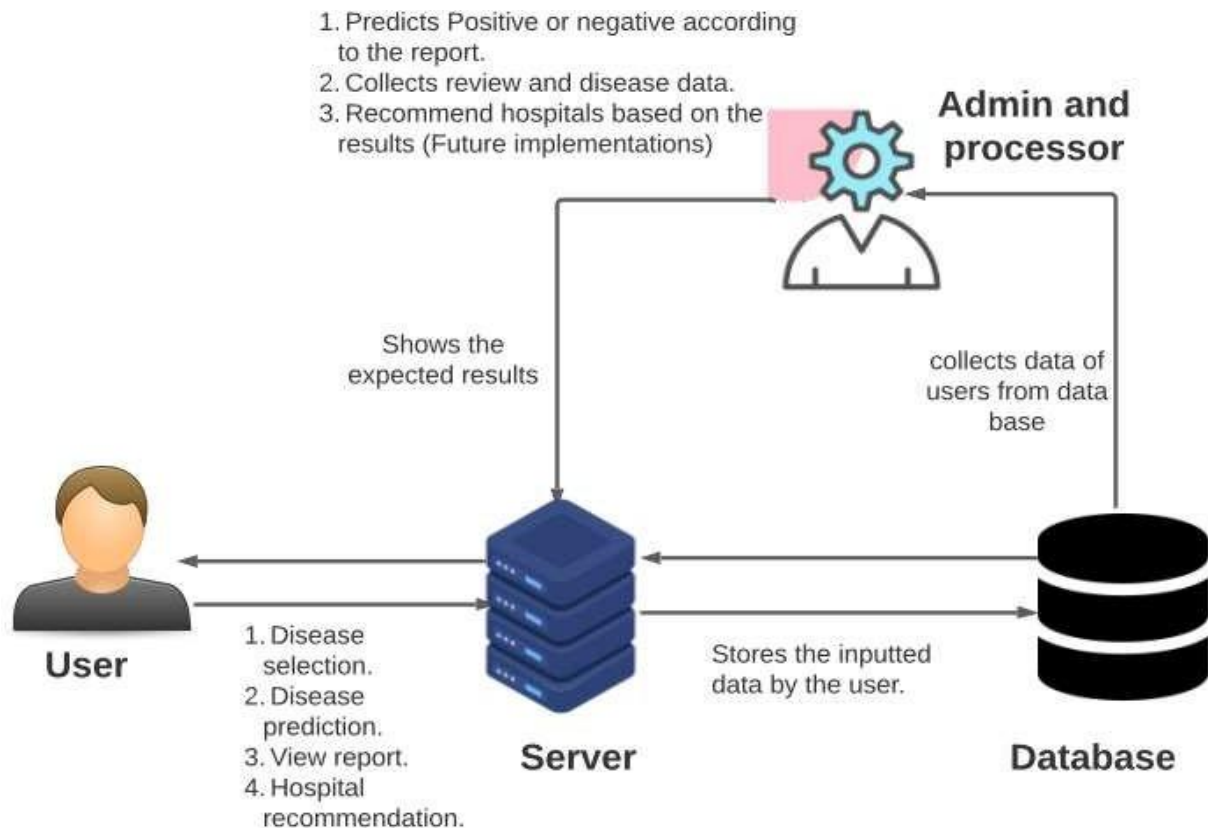 1. Predicts Positive or negative according
to the report.
2. Collects review and disease data.
3. Recommend hospitals based on the
results (Future implementations)
Admin and
processor
Shows the
expected results
collects data of
users from data
base
User
1. Disease
selection.
2. Disease
prediction.
3. View report.
4. Hospital
recommendation.
Server
Stores the inputted
data by the user.
Database